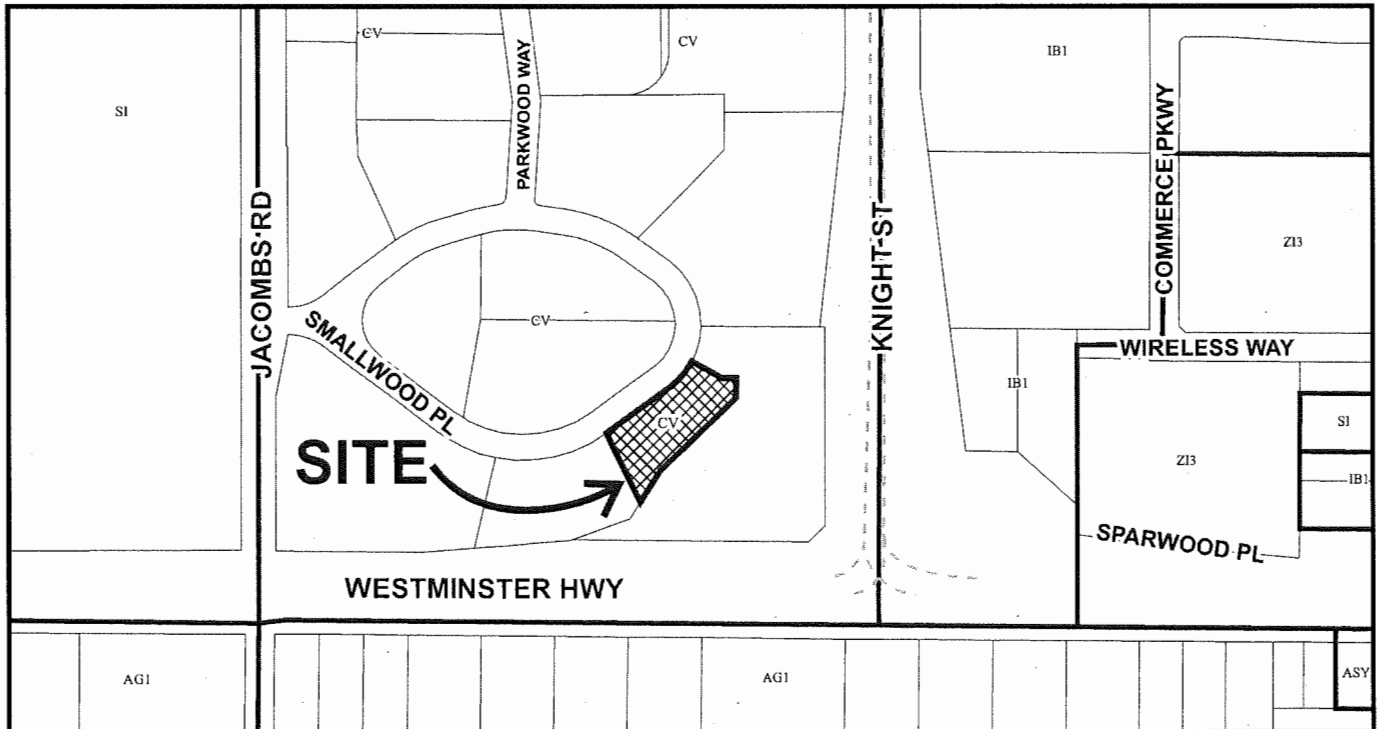 CV
CV
IB1
SI
PARKWOOD WAY
COMMERCE PKWY
JACOMBS RD
KNIGHT ST
ZI3
CV
SMALLWOOD PL
WIRELESS WAY
IB1
CV
SI
SITE
ZI3
IB1
SPARWOOD PL
WESTMINSTER HWY
AG1
AG1
ASY